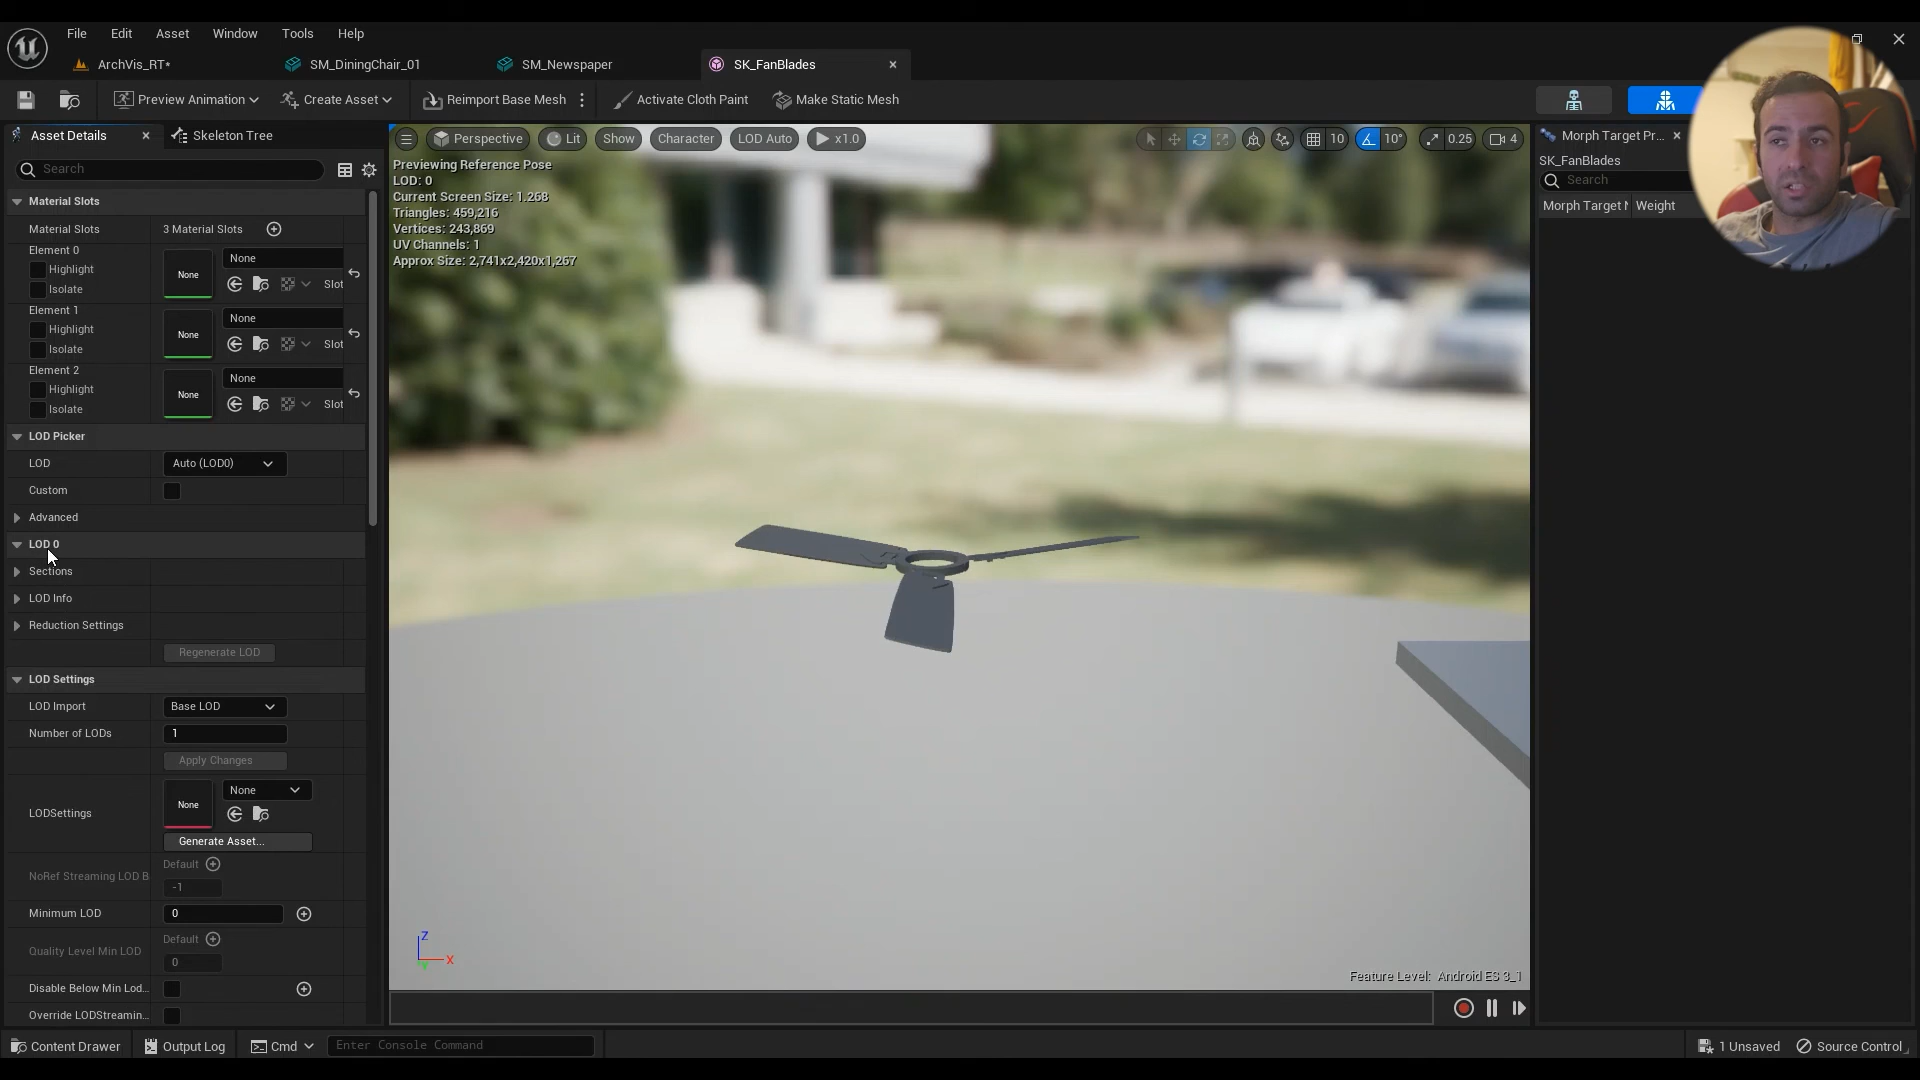 File Edit Asset Window Tools Help
ArchVis_RT* SM_DiningChair_01 SM_Newspaper SK_FanBlades
Preview Animation Create Asset Reimport Base Mesh Activate Cloth Paint Make Static Mesh
Asset Details Skeleton Tree
Search
Material Slots
Material Slots 3 Material Slots
Element 0
Highlight
Isolate
None
None
Slot
Element 1
Highlight
Isolate
None
None
Slot
Element 2
Highlight
Isolate
None
None
Slot
LOD Picker
LOD Auto (LOD0)
Custom
Advanced
LOD 0
Sections
LOD Info
Reduction Settings
Regenerate LOD
LOD Settings
LOD Import Base LOD
Number of LODs 1
Apply Changes
LODSettings
None
None
Generate Asset...
NoRef Streaming LOD B
Default
-1
Minimum LOD 0
Quality Level Min LOD
Default
0
Disable Below Min Lod...
Override LODStreamin...
Perspective Lit Show Character LOD Auto x1.0
10 10° 0.25 4
Previewing Reference Pose
LOD: 0
Current Screen Size: 1.268
Triangles: 459,216
Vertices: 243,869
UV Channels: 1
Approx Size: 2,741x2,420x1,267
Z
X
Y
Feature Level: Android ES 3_1
Morph Target Pr...
SK_FanBlades
Search
Morph Target N Weight
Content Drawer Output Log Cmd Enter Console Command
1 Unsaved Source Control